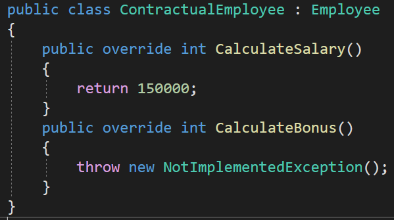 public class ContractualEmployee : Employee
{
    public override int CalculateSalary()
    {
        return 150000;
    }
    public override int CalculateBonus()
    {
        throw new NotImplementedException();
    }
}